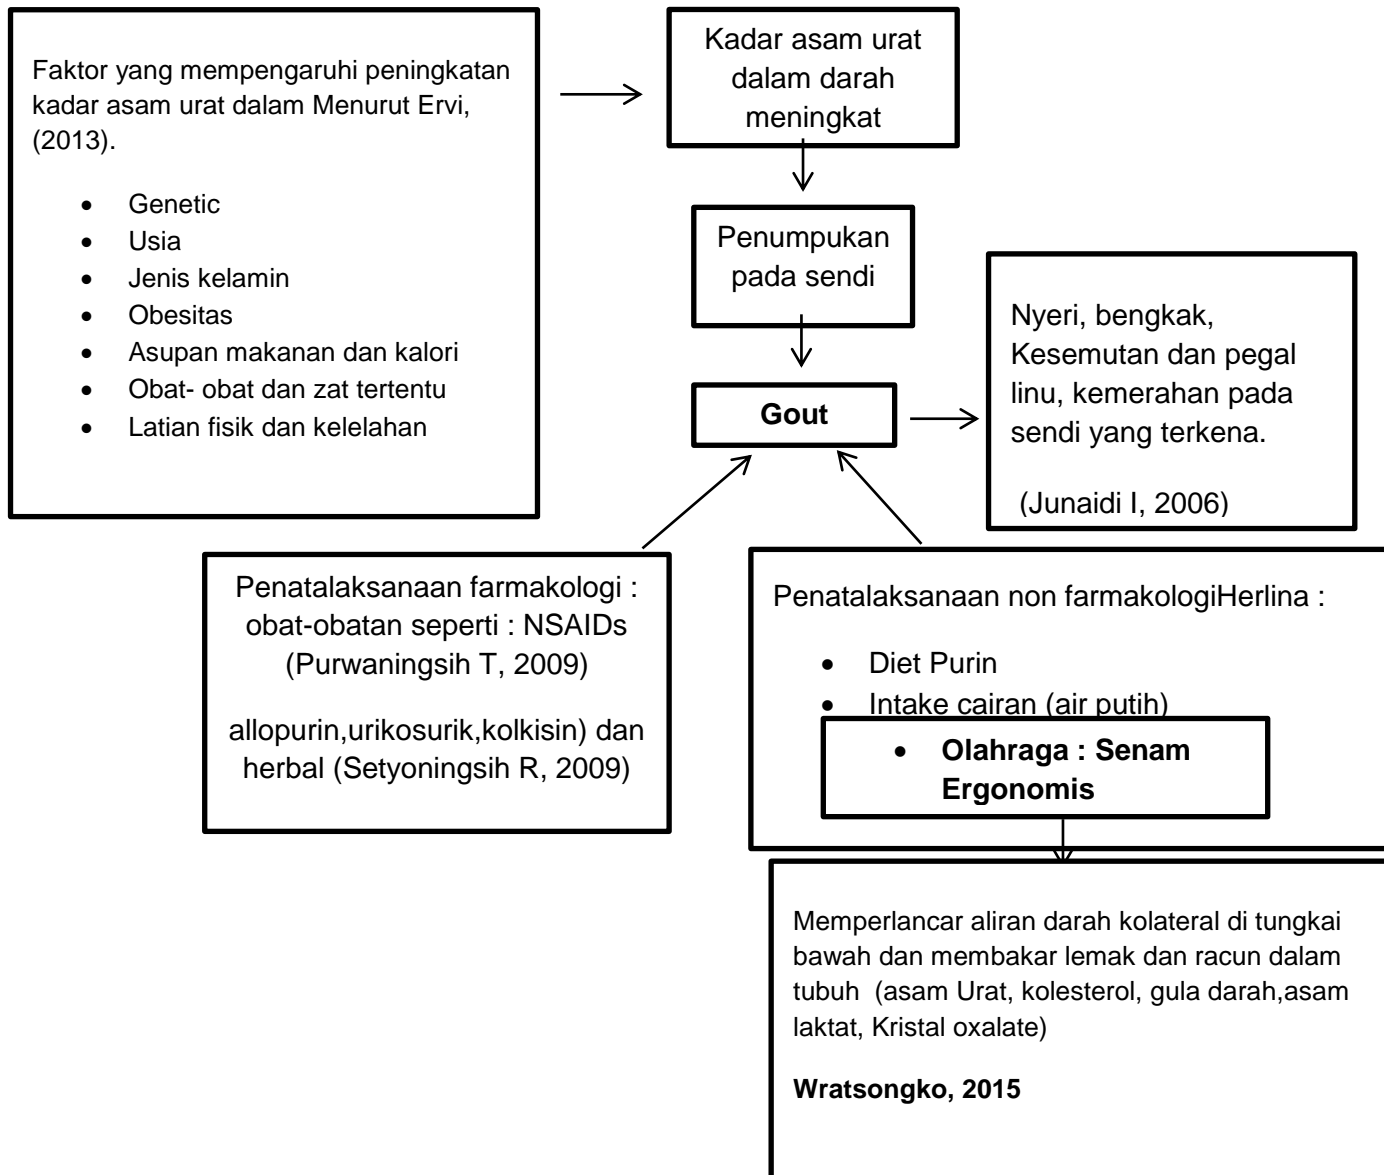 Faktor yang mempengaruhi peningkatan
kadar asam urat dalam Menurut Ervi,
(2013).
• Genetic
• Usia
• Jenis kelamin
• Obesitas
• Asupan makanan dan kalori
• Obat- obat dan zat tertentu
• Latian fisik dan kelelahan
Kadar asam urat
dalam darah
meningkat
Penumpukan
pada sendi
Gout
Nyeri, bengkak,
Kesemutan dan pegal
linu, kemerahan pada
sendi yang terkena.
(Junaidi I, 2006)
Penatalaksanaan farmakologi :
obat-obatan seperti : NSAIDs
(Purwaningsih T, 2009)
allopurin,urikosurik,kolkisin) dan
herbal (Setyoningsih R, 2009)
Penatalaksanaan non farmakologiHerlina :
• Diet Purin
• Intake cairan (air putih)
• Olahraga : Senam
Ergonomis
Memperlancar aliran darah kolateral di tungkai
bawah dan membakar lemak dan racun dalam
tubuh (asam Urat, kolesterol, gula darah,asam
laktat, Kristal oxalate)
Wratsongko, 2015